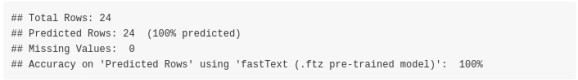 ## Total Rows: 24
## Predicted Rows: 24  (100% predicted)
## Missing Values:  0
## Accuracy on 'Predicted Rows' using 'fastText (.ftz pre-trained model)':  100%